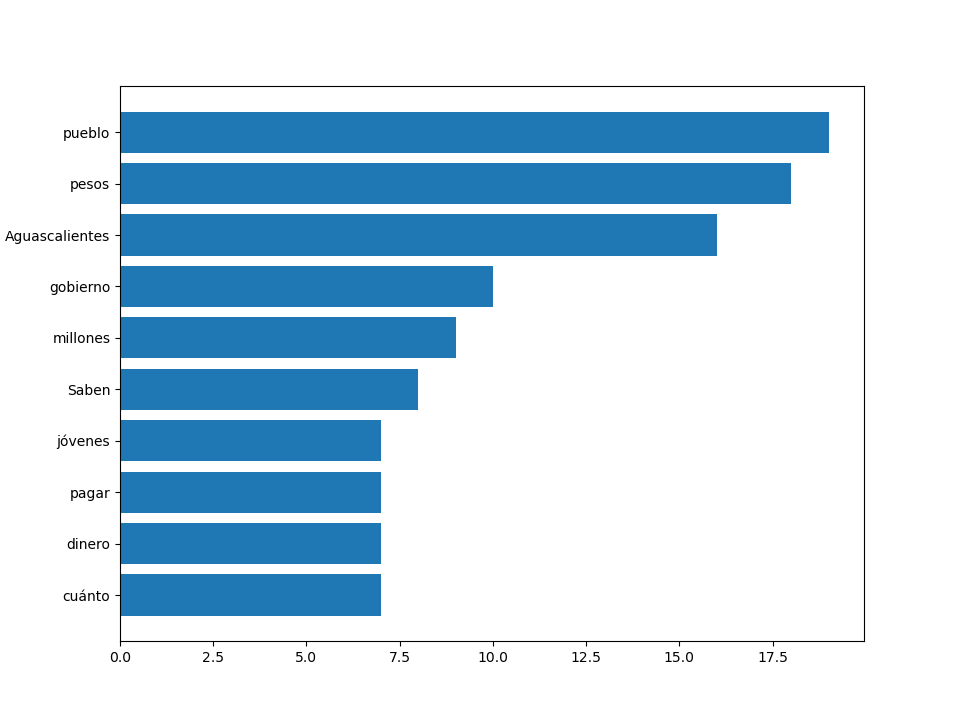 pueblo
pesos
Aguascalientes
gobierno
millones
Saben
jóvenes
pagar
dinero
cuánto
0.0 2.5 5.0 7.5 10.0 12.5 15.0 17.5